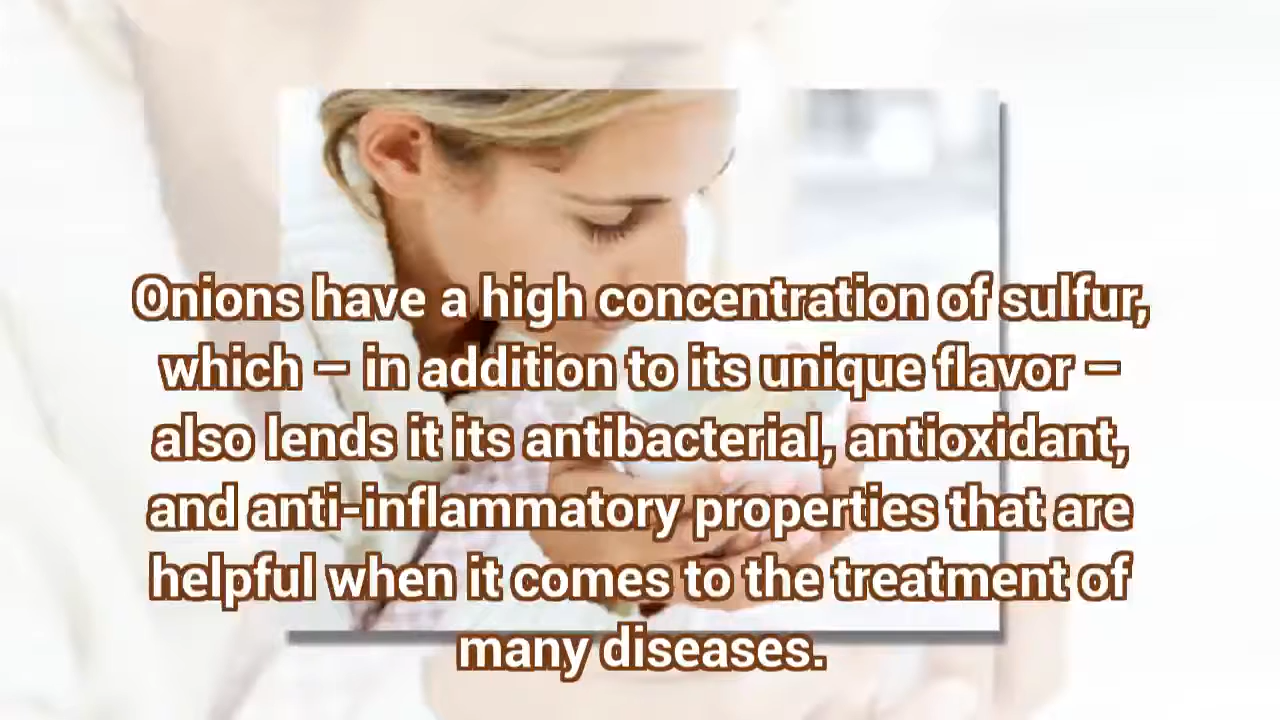 Onions have a high concentration of sulfur,
which – in addition to its unique flavor –
also lends it its antibacterial, antioxidant,
and anti-inflammatory properties that are
helpful when it comes to the treatment of
many diseases.